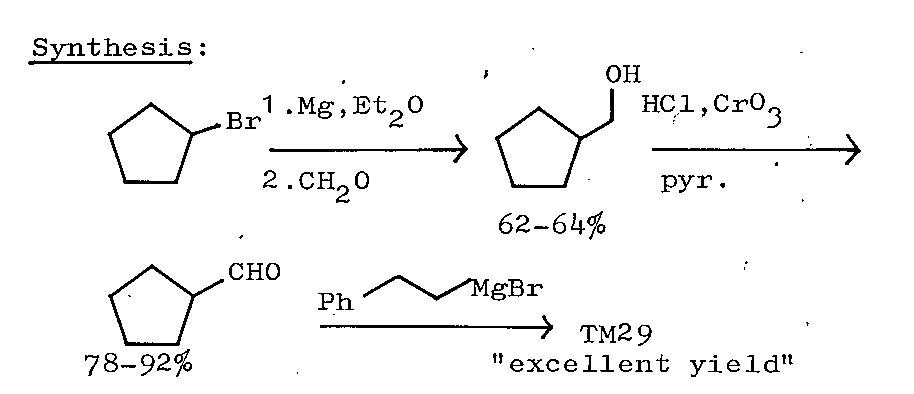 Synthesis:
OH
Br
1.Mg,Et₂O
HCl,CrO₃
2.CH₂O
pyr.
62-64%
CHO
Ph
MgBr
TM29
78-92%
"excellent yield"